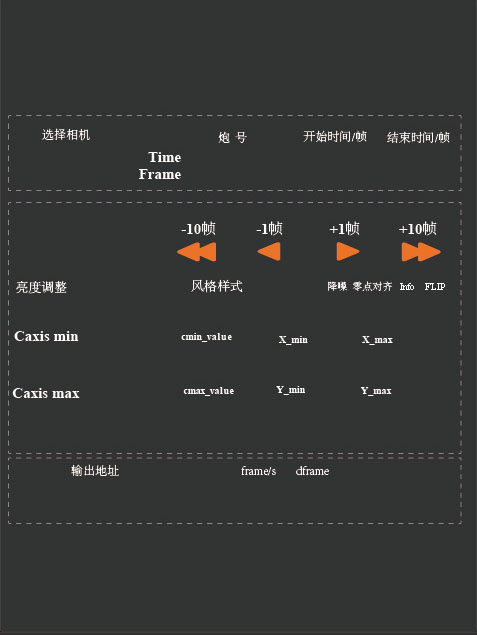 选择相机 炮 号 开始时间/帧 结束时间/帧
Time
Frame
-10帧 -1帧 +1帧 +10帧
亮度调整 风格样式 降噪 零点对齐 Info FLIP
Caxis min cmin_value X_min X_max
Caxis max cmax_value Y_min Y_max
输出地址 frame/s dframe